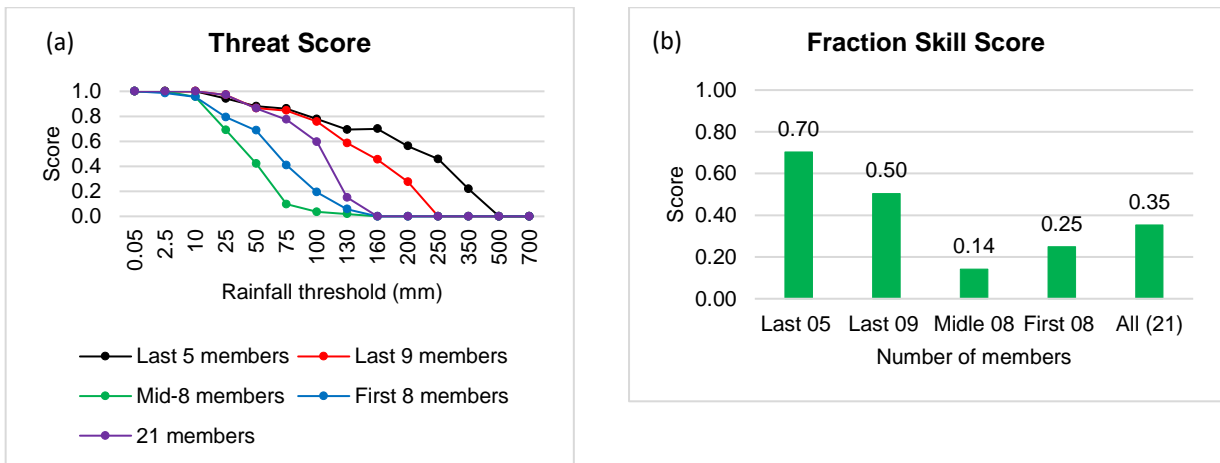 (a)
Threat Score
1.0
0.8
0.6
0.4
0.2
0.0
Score
0.05
2.5
10
25
50
75
100
130
160
200
250
350
500
700
Rainfall threshold (mm)
Last 5 members
Last 9 members
Mid-8 members
First 8 members
21 members
(b)
Fraction Skill Score
1.00
0.80
0.60
0.40
0.20
0.00
Score
0.70
0.50
0.14
0.25
0.35
Last 05
Last 09
Midle 08
First 08
All (21)
Number of members